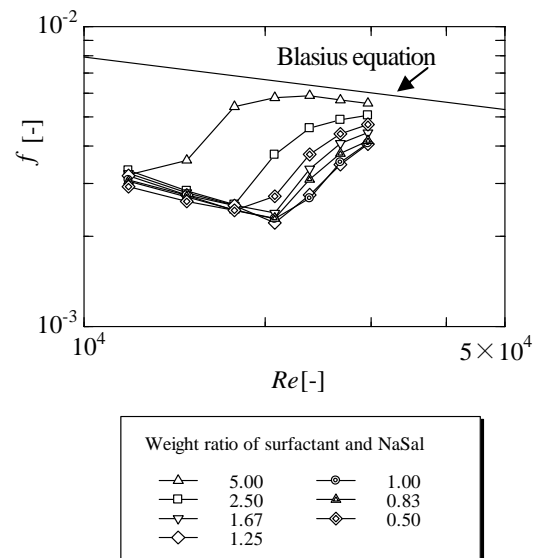 10^-2
Blasius equation
f [-]
10^-3
10^4
5×10^4
Re[-]
Weight ratio of surfactant and NaSal
5.00 1.00
2.50 0.83
1.67 0.50
1.25